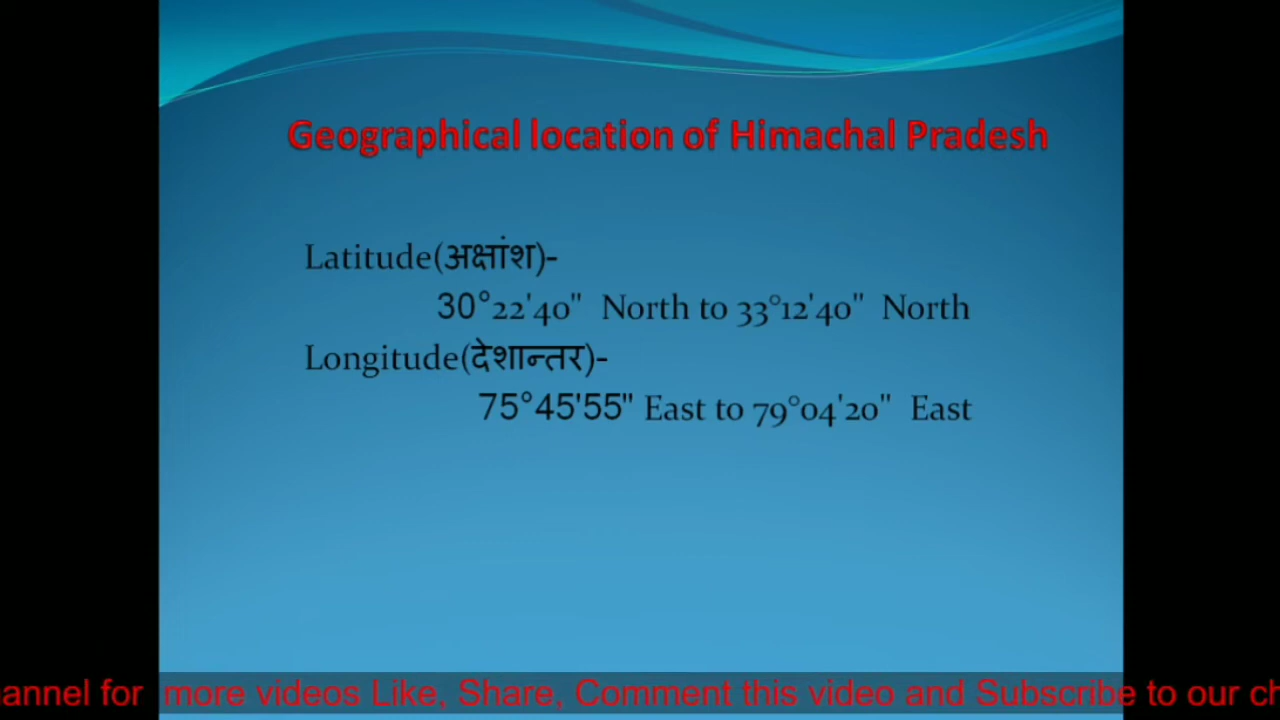 Geographical location of Himachal Pradesh
Latitude(अक्षांश)-
30°22'40" North to 33°12'40" North
Longitude(देशान्तर)-
75°45'55" East to 79°04'20" East
annel for more videos Like, Share, Comment this video and Subscribe to our ch